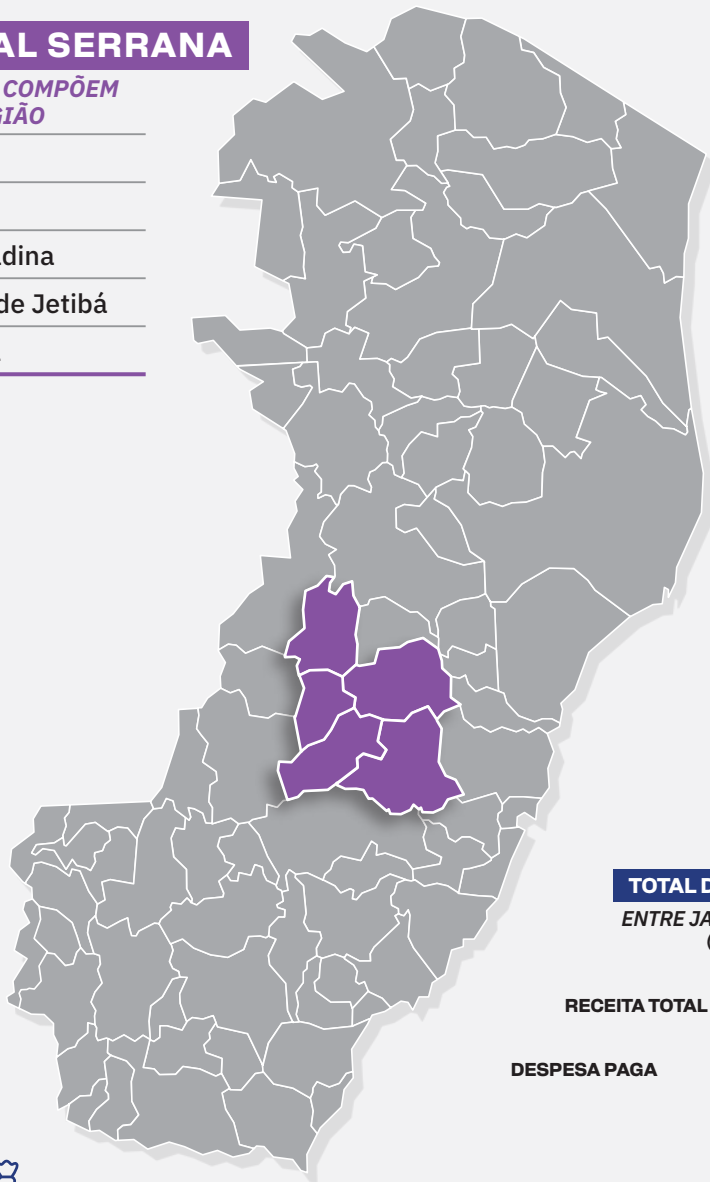 AL SERRANA
COMPÕEM
GIÃO
dina
de Jetibá
TOTAL D
ENTRE JA
(
RECEITA TOTAL
DESPESA PAGA